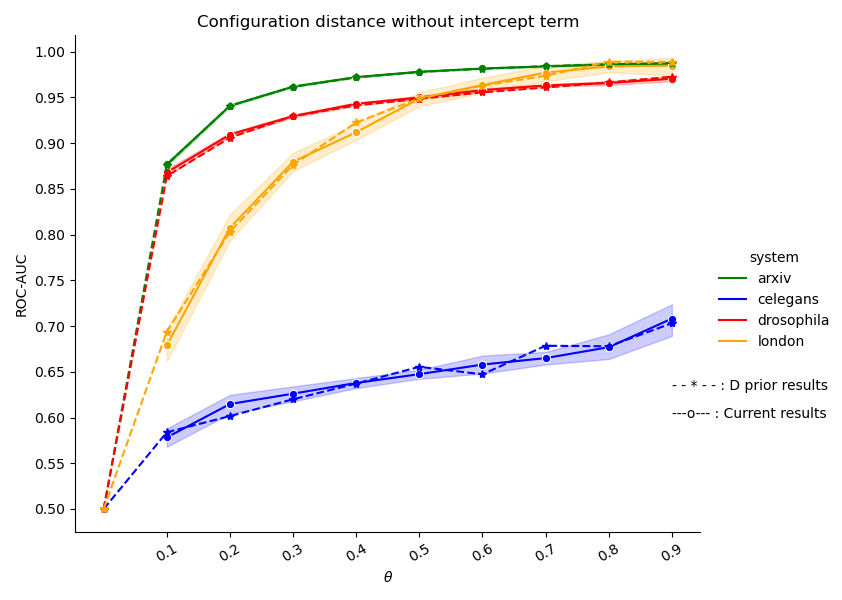 Configuration distance without intercept term
1.00
0.95
0.90
0.85
0.80
0.75
0.70
0.65
0.60
0.55
0.50
ROC-AUC
0.1
0.2
0.3
0.4
0.5
0.6
0.7
0.8
0.9
θ
system
arxiv
celegans
drosophila
london
- - * - - : D prior results
---o--- : Current results